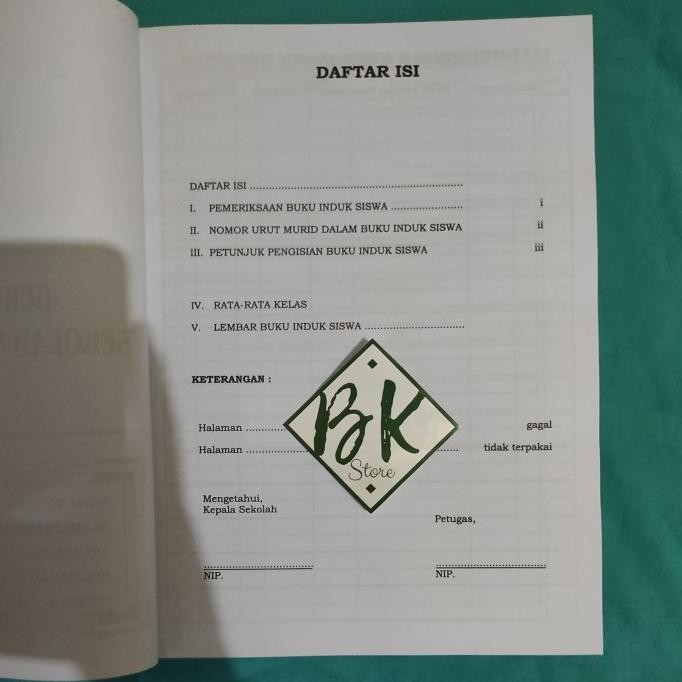 DAFTAR ISI
DAFTAR ISI ..................................................................
I. PEMERIKSAAN BUKU INDUK SISWA ...................... i
II. NOMOR URUT MURID DALAM BUKU INDUK SISWA ii
III. PETUNJUK PENGISIAN BUKU INDUK SISWA iii
IV. RATA-RATA KELAS
V. LEMBAR BUKU INDUK SISWA ...............................
KETERANGAN :
Halaman ............ gagal
Halaman ............ tidak terpakai
BK
Store
Mengetahui,
Kepala Sekolah
Petugas,
NIP. NIP.